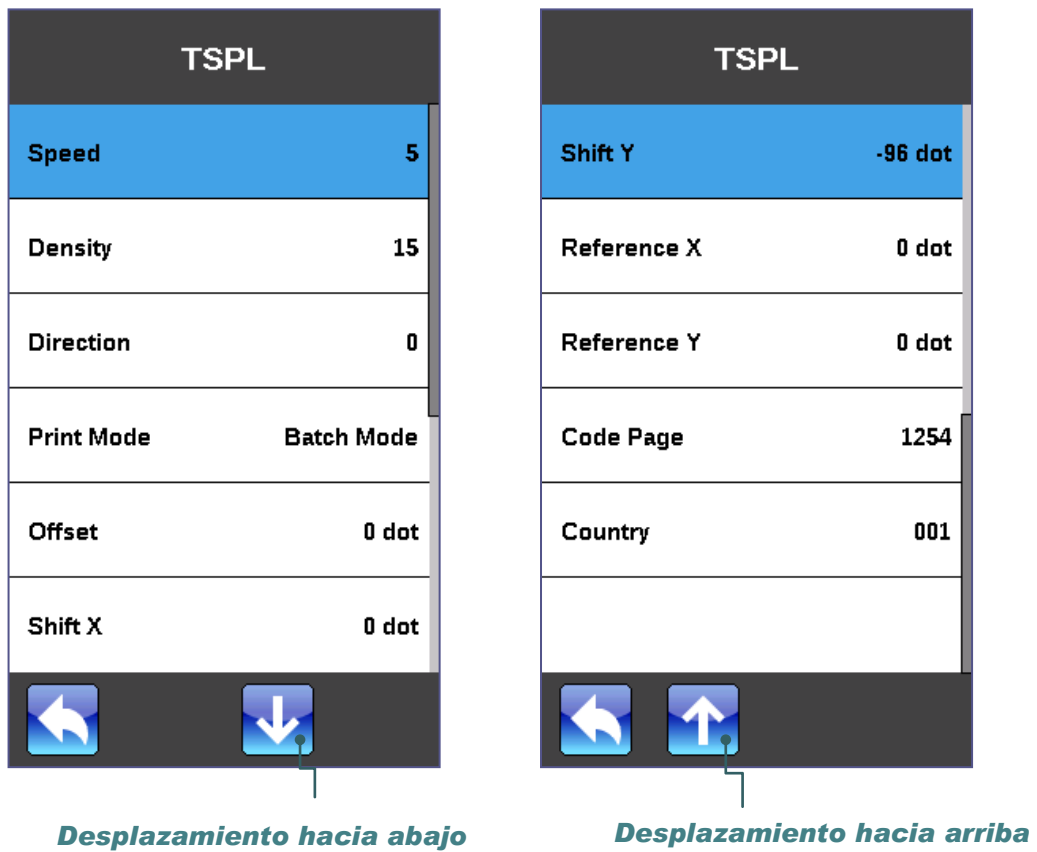 TSPL
Speed 5
Density 15
Direction 0
Print Mode Batch Mode
Offset 0 dot
Shift X 0 dot
Desplazamiento hacia abajo
TSPL
Shift Y -96 dot
Reference X 0 dot
Reference Y 0 dot
Code Page 1254
Country 001
Desplazamiento hacia arriba